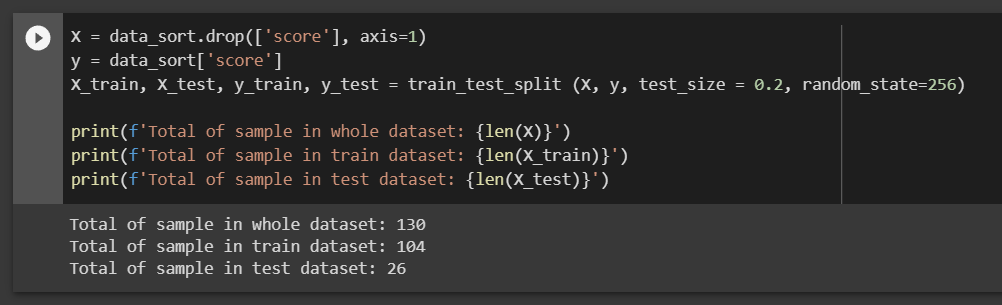 X = data_sort.drop(['score'], axis=1)
y = data_sort['score']
X_train, X_test, y_train, y_test = train_test_split (X, y, test_size = 0.2, random_state=256)
print(f'Total of sample in whole dataset: {len(X)}')
print(f'Total of sample in train dataset: {len(X_train)}')
print(f'Total of sample in test dataset: {len(X_test)}')
Total of sample in whole dataset: 130
Total of sample in train dataset: 104
Total of sample in test dataset: 26